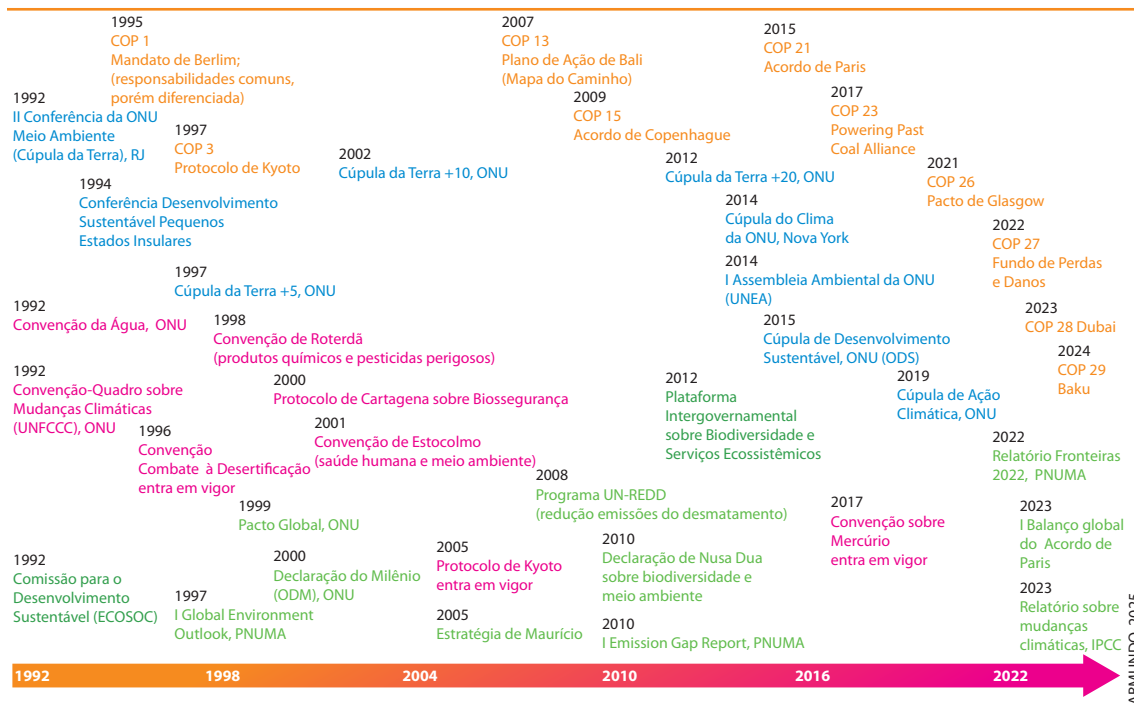 1995
COP 1
Mandato de Berlim;
(responsabilidades comuns,
porém diferenciada)
2007
COP 13
Plano de Ação de Bali
(Mapa do Caminho)
2015
COP 21
Acordo de Paris
1992
II Conferência da ONU
Meio Ambiente
(Cúpula da Terra), RJ
2009
COP 15
Acordo de Copenhague
2017
COP 23
Powering Past
Coal Alliance
1997
COP 3
Protocolo de Kyoto
2002
Cúpula da Terra +10, ONU
2012
Cúpula da Terra +20, ONU
2021
COP 26
Pacto de Glasgow
1994
Conferência Desenvolvimento
Sustentável Pequenos
Estados Insulares
2014
Cúpula do Clima
da ONU, Nova York
2022
COP 27
Fundo de Perdas
e Danos
1997
Cúpula da Terra +5, ONU
2014
I Assembleia Ambiental da ONU
(UNEA)
1992
Convenção da Água, ONU
1998
Convenção de Roterdã
(produtos químicos e pesticidas perigosos)
2015
Cúpula de Desenvolvimento
Sustentável, ONU (ODS)
2023
COP 28 Dubai
2024
COP 29
Baku
1992
Convenção-Quadro sobre
Mudanças Climáticas
(UNFCCC), ONU
2000
Protocolo de Cartagena sobre Biossegurança
2012
Plataforma
Intergovernamental
sobre Biodiversidade e
Serviços Ecossistêmicos
2019
Cúpula de Ação
Climática, ONU
1996
Convenção
Combate à Desertificação
entra em vigor
2001
Convenção de Estocolmo
(saúde humana e meio ambiente)
2022
Relatório Fronteiras
2022, PNUMA
2008
Programa UN-REDD
(redução emissões do desmatamento)
1999
Pacto Global, ONU
2017
Convenção sobre
Mercúrio
entra em vigor
2023
I Balanço global
do Acordo de
Paris
1992
Comissão para o
Desenvolvimento
Sustentável (ECOSOC)
2000
Declaração do Milênio
(ODM), ONU
2005
Protocolo de Kyoto
entra em vigor
2010
Declaração de Nusa Dua
sobre biodiversidade e
meio ambiente
1997
I Global Environment
Outlook, PNUMA
2005
Estratégia de Maurício
2010
I Emission Gap Report, PNUMA
2023
Relatório sobre
mudanças
climáticas, IPCC
1992
1998
2004
2010
2016
2022
ABMUNDO, 2025